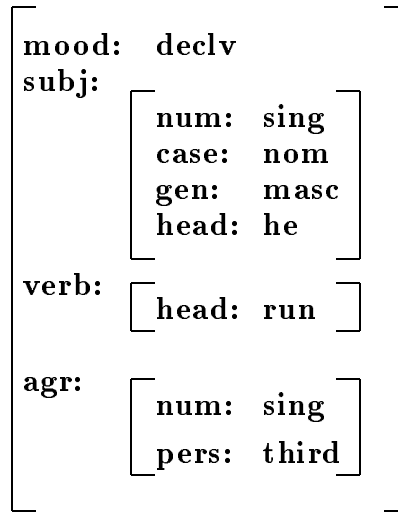 mood: declv
subj:
num: sing
case: nom
gen: masc
head: he
verb:
head: run
agr:
num: sing
pers: third